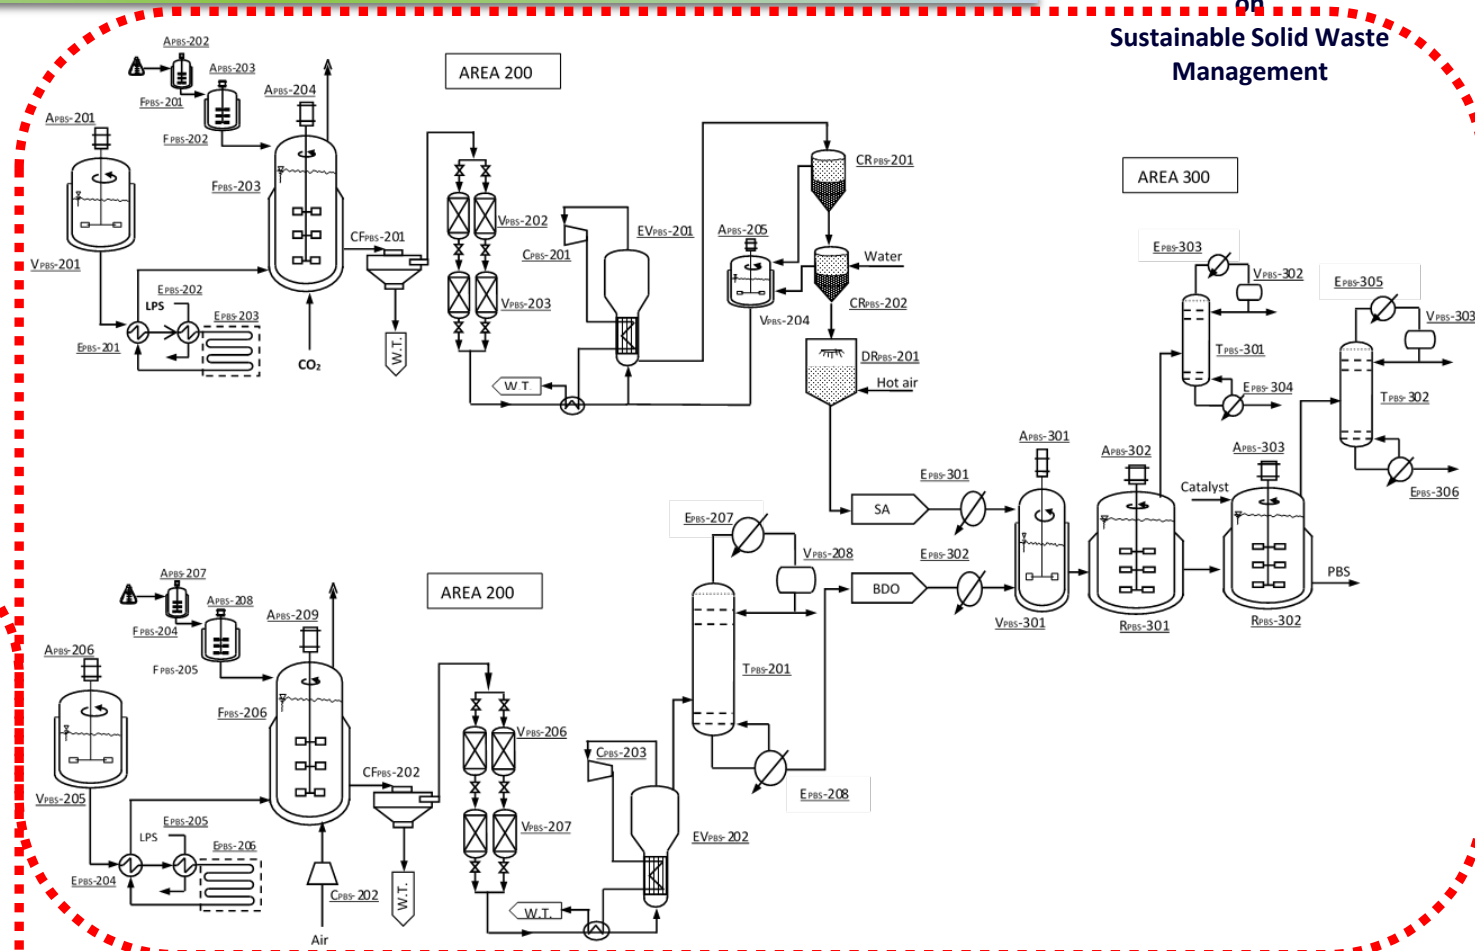 on
Sustainable Solid Waste
Management
AREA 200
APBS-202
APBS-203
FPBS-201
APBS-204
APBS-201
FPBS-202
FPBS-203
VPBS-201
CFPBS-201
EPBS-202
LPS
EPBS-203
EPBS-201
CO₂
W.T.
VPBS-202
VPBS-203
CPBS-201
EVPBS-201
W.T.
CRPBS-201
APBS-205
Water
CRPBS-202
VPBS-204
DRPBS-201
Hot air
AREA 300
EPBS-303
VPBS-302
EPBS-305
VPBS-303
TPBS-301
EPBS-304
TPBS-302
APBS-301
APBS-302
APBS-303
EPBS-301
Catalyst
EPBS-306
SA
EPBS-302
BDO
PBS
VPBS-301
RPBS-301
RPBS-302
EPBS-207
VPBS-208
TPBS-201
EPBS-208
AREA 200
APBS-207
APBS-208
FPBS-204
APBS-209
APBS-206
FPBS-205
FPBS-206
VPBS-205
CFPBS-202
EPBS-205
LPS
EPBS-206
EPBS-204
CPBS-202
Air
W.T.
VPBS-206
VPBS-207
CPBS-203
EVPBS-202
W.T.